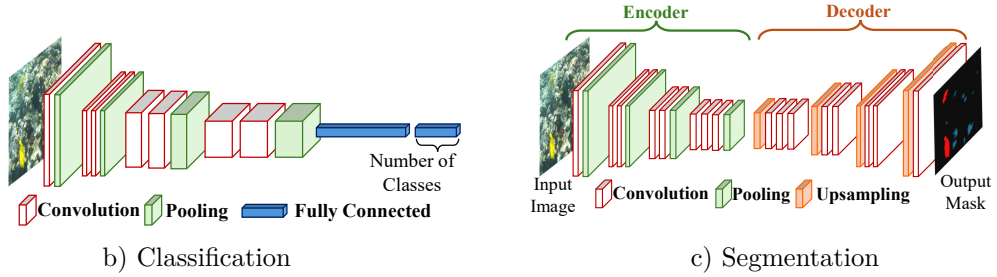 Number of
Classes
Convolution Pooling Fully Connected
b) Classification
Encoder Decoder
Input
Image
Output
Mask
Convolution Pooling Upsampling
c) Segmentation